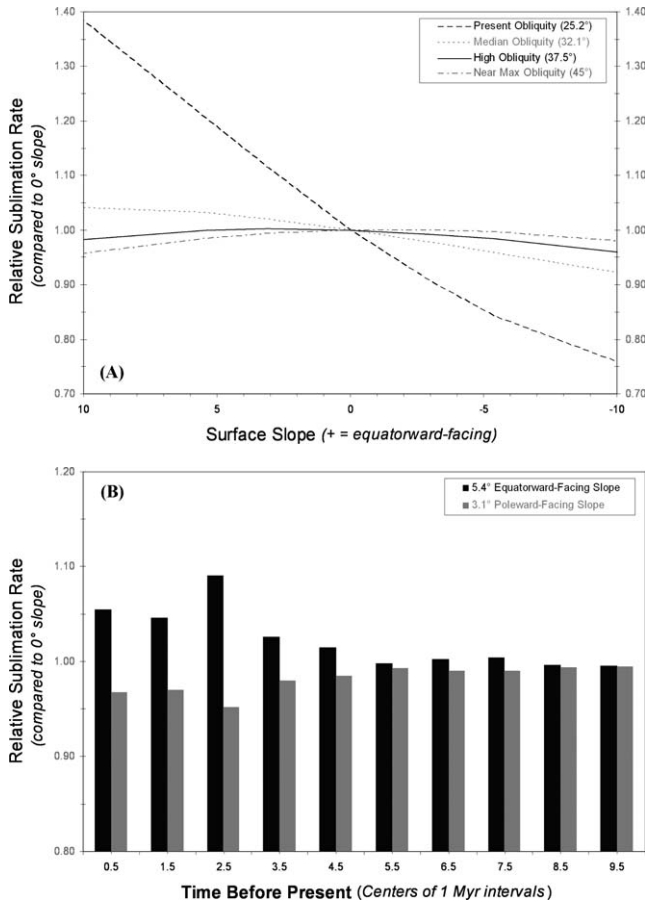 1.40
1.30
1.20
1.10
1.00
0.90
0.80
0.70
Relative Sublimation Rate
(compared to 0° slope)
Present Obliquity (25.2°)
Median Obliquity (32.1°)
High Obliquity (37.5°)
Near Max Obliquity (45°)
1.40
1.30
1.20
1.10
1.00
0.90
0.80
0.70
(A)
10 5 0 -5 -10
Surface Slope (+ = equatorward-facing)
1.20
1.10
1.00
0.90
0.80
Relative Sublimation Rate
(compared to 0° slope)
(B)
5.4° Equatorward-Facing Slope
3.1° Poleward-Facing Slope
0.5 1.5 2.5 3.5 4.5 5.5 6.5 7.5 8.5 9.5
Time Before Present (Centers of 1 Myr intervals)